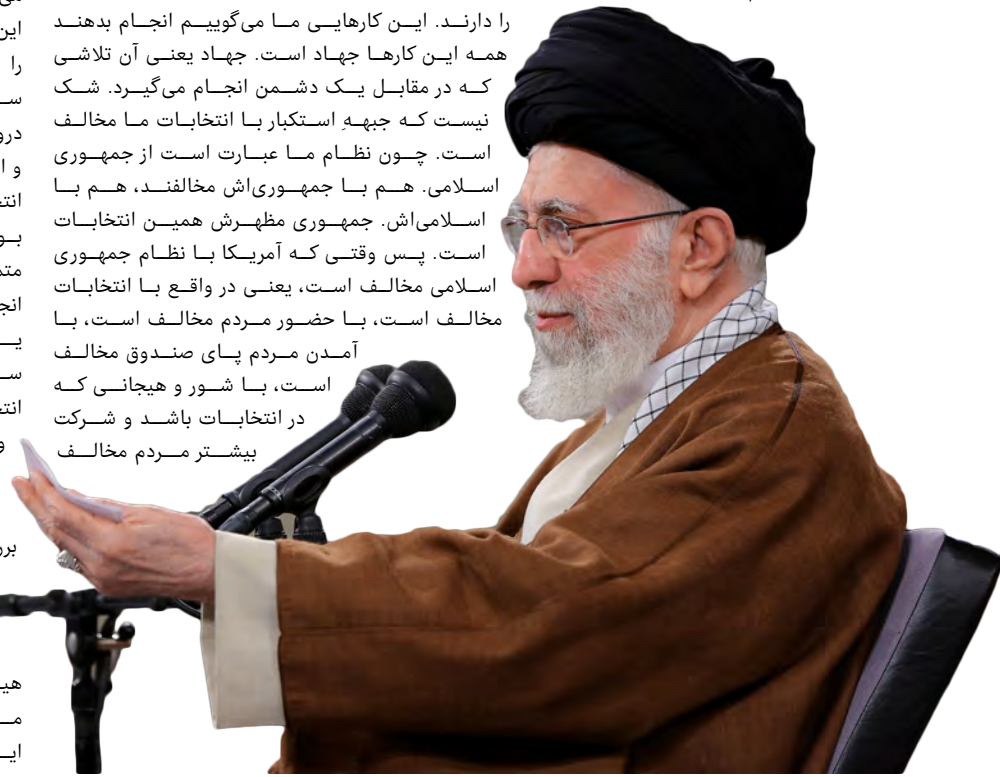 را دارند. این کارهایی ما می‌گوییم انجام بدهند
همه این کارها جهاد است. جهاد یعنی آن تلاشی
که در مقابل یک دشمن انجام می‌گیرد. شک
نیست که جبههِ استکبار با انتخابات ما مخالف
است. چون نظام ما عبارت است از جمهوری
اسلامی. هم با جمهوری‌اش مخالفند، هم با
اسلامی‌اش. جمهوری مظهرش همین انتخابات
است. پس وقتی که آمریکا با نظام جمهوری
اسلامی مخالف است، یعنی در واقع با انتخابات
مخالف است، با حضور مردم مخالف است، با
آمدن مردم پای صندوق مخالف
است، با شور و هیجانی که
در انتخابات باشد و شرکت
بیشتر مردم مخالف
این
را
و